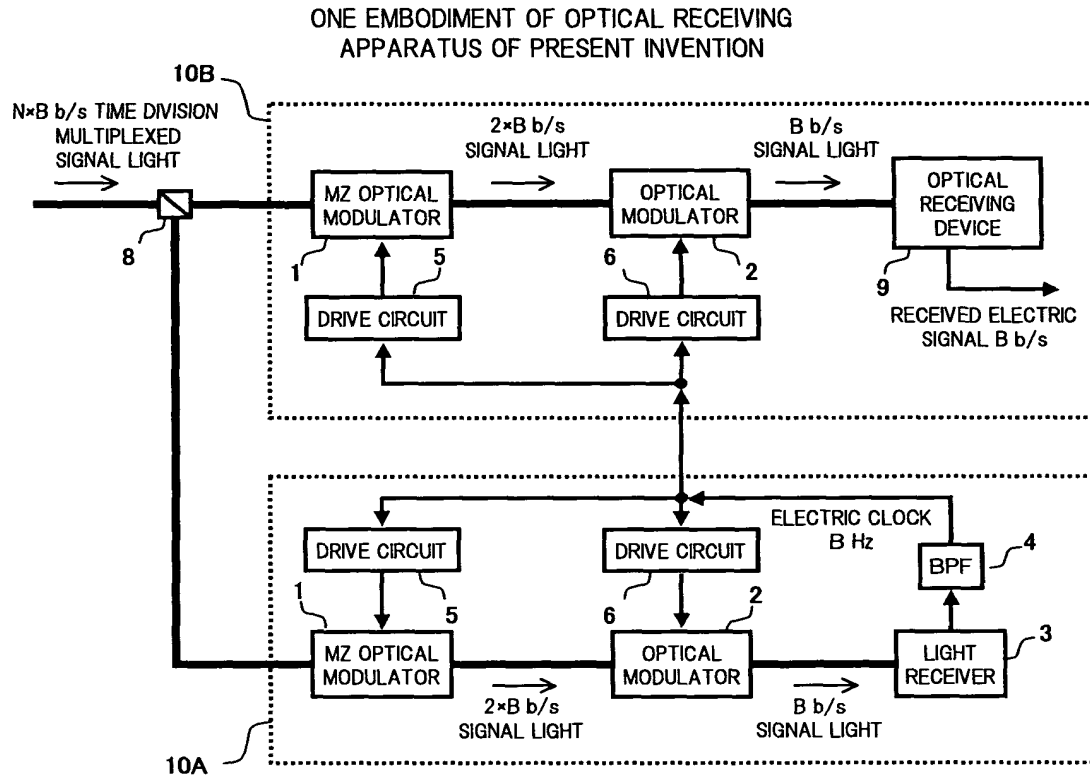 ONE EMBODIMENT OF OPTICAL RECEIVING
APPARATUS OF PRESENT INVENTION
10B
N×B b/s TIME DIVISION
MULTIPLEXED
SIGNAL LIGHT
2×B b/s
SIGNAL LIGHT
B b/s
SIGNAL LIGHT
MZ OPTICAL
MODULATOR
OPTICAL
MODULATOR
OPTICAL
RECEIVING
DEVICE
8
1
5
6
2
9
DRIVE CIRCUIT
DRIVE CIRCUIT
RECEIVED ELECTRIC
SIGNAL B b/s
ELECTRIC CLOCK
B Hz
DRIVE CIRCUIT
DRIVE CIRCUIT
BPF
4
1
5
6
2
3
MZ OPTICAL
MODULATOR
OPTICAL
MODULATOR
LIGHT
RECEIVER
2×B b/s
SIGNAL LIGHT
B b/s
SIGNAL LIGHT
10A